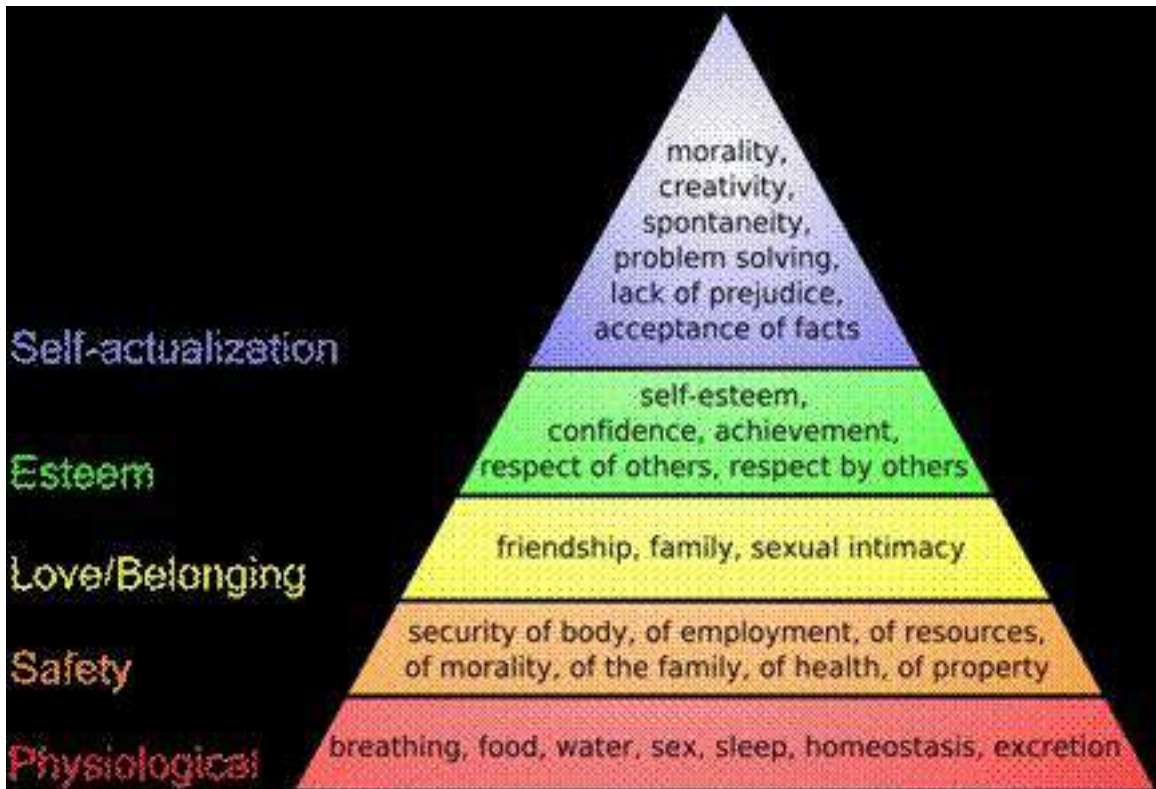 morality,
creativity,
spontaneity,
problem solving,
lack of prejudice,
acceptance of facts
Self-actualization
self-esteem,
confidence, achievement,
respect of others, respect by others
Esteem
friendship, family, sexual intimacy
Love/Belonging
security of body, of employment, of resources,
of morality, of the family, of health, of property
Safety
breathing, food, water, sex, sleep, homeostasis, excretion
Physiological